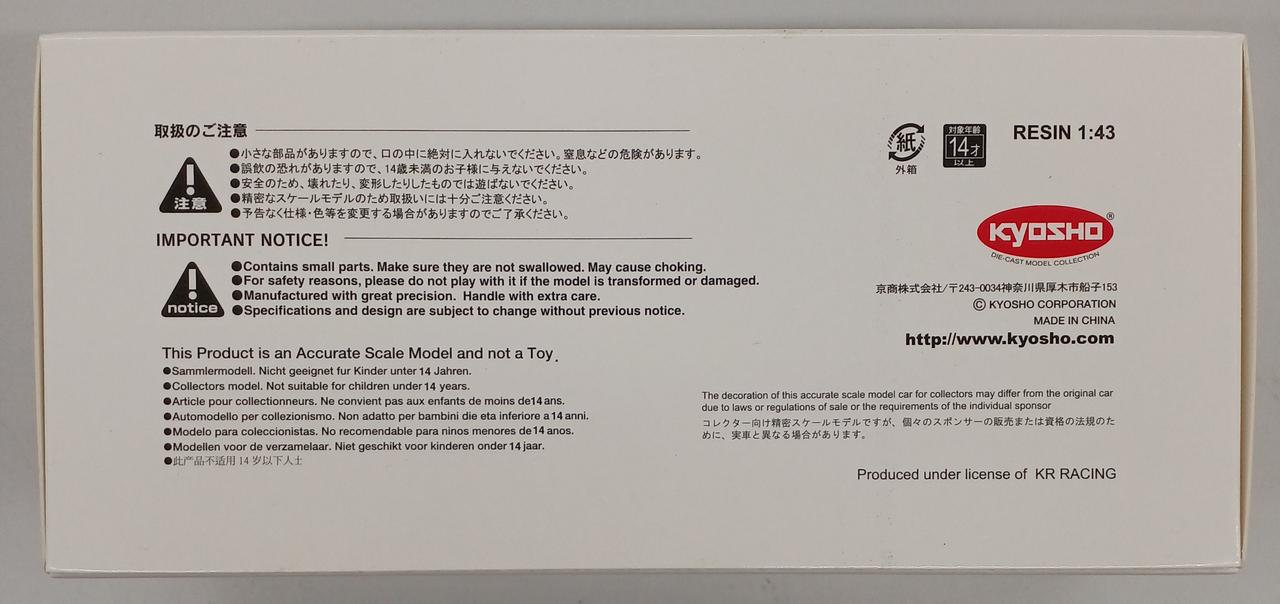 取扱のご注意
注意
●小さな部品がありますので、口の中に絶対に入れないでください。窒息などの危険があります。
●誤飲の恐れがありますので、14歳未満のお子様に与えないでください。
●安全のため、壊れたり、変形したりしたものでは遊ばないでください。
●精密なスケールモデルのため取扱いには十分ご注意ください。
●予告なく仕様・色等を変更する場合がありますのでご了承ください。
IMPORTANT NOTICE!
notice
●Contains small parts. Make sure they are not swallowed. May cause choking.
●For safety reasons, please do not play with it if the model is transformed or damaged.
●Manufactured with great precision. Handle with extra care.
●Specifications and design are subject to change without previous notice.
This Product is an Accurate Scale Model and not a Toy.
●Sammlermodell. Nicht geeignet fur Kinder unter 14 Jahren.
●Collectors model. Not suitable for children under 14 years.
●Article pour collectionneurs. Ne convient pas aux enfants de moins de14ans.
●Automodello per collezionismo. Non adatto per bambini die eta inferiore a 14 anni.
●Modelo para coleccionistas. No recomendable para ninos menores de14 anos.
●Modellen voor de verzamelaar. Niet geschikt voor kinderen onder 14 jaar.
●此产品不适用 14 岁以下人士
紙
外箱
対象年齢
14才
以上
RESIN 1:43
KYOSHO®
DIE-CAST MODEL COLLECTION
京商株式会社/〒243-0034神奈川県厚木市船子153
© KYOSHO CORPORATION
MADE IN CHINA
http://www.kyosho.com
The decoration of this accurate scale model car for collectors may differ from the original car
due to laws or regulations of sale or the requirements of the individual sponsor
コレクター向け精密スケールモデルですが、個々のスポンサーの販売または資格の法規のた
めに、実車と異なる場合があります。
Produced under license of KR RACING